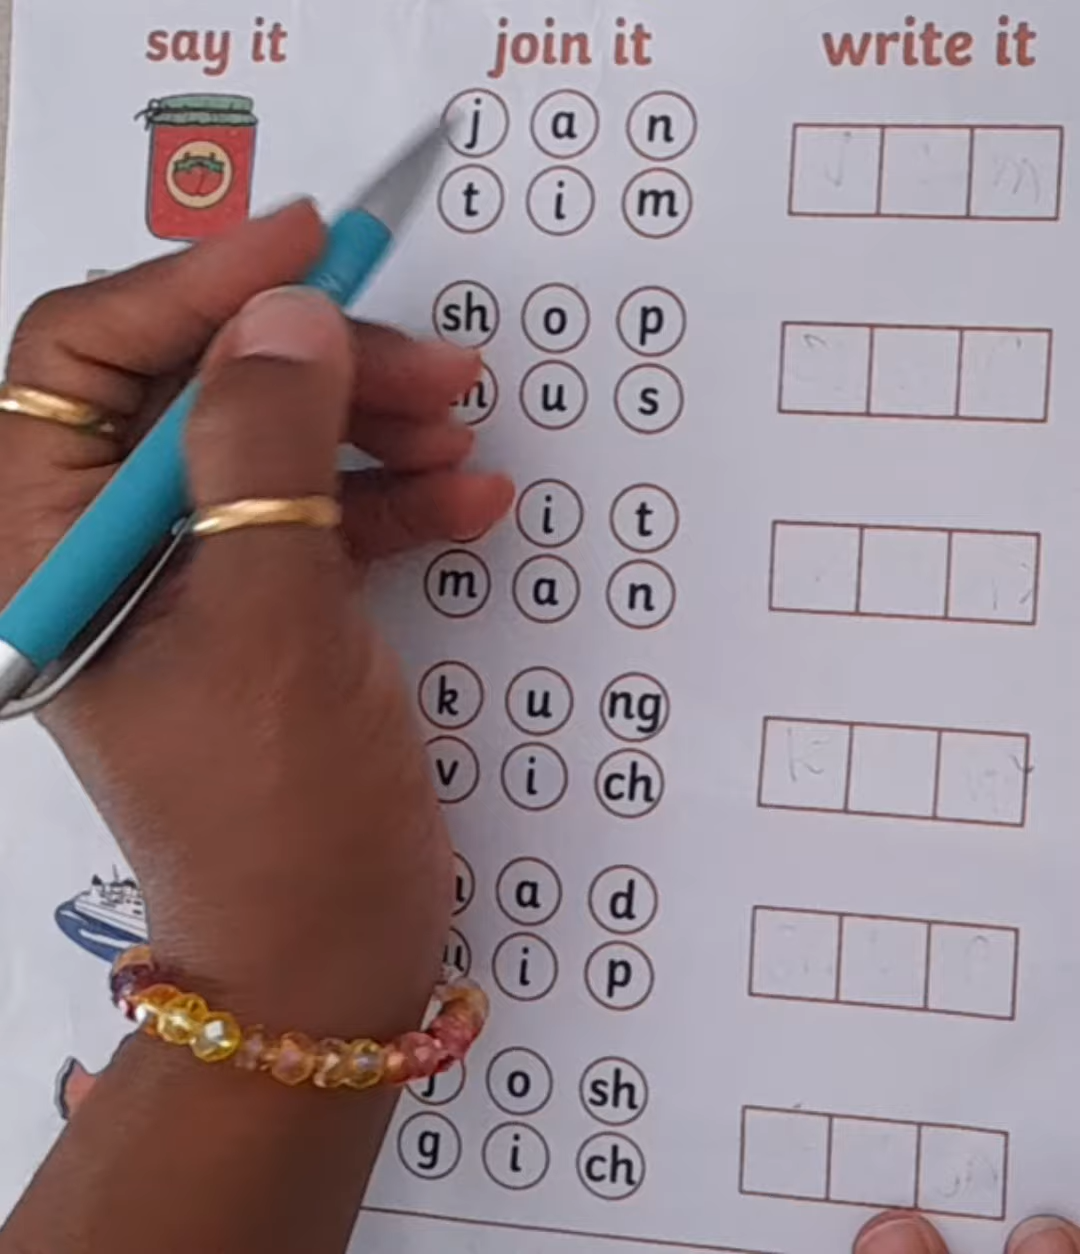 say it join it write it
j a n
t i m
sh o p
u s
i t
m a n
k u ng
v i ch
a d
i p
j o sh
g i ch